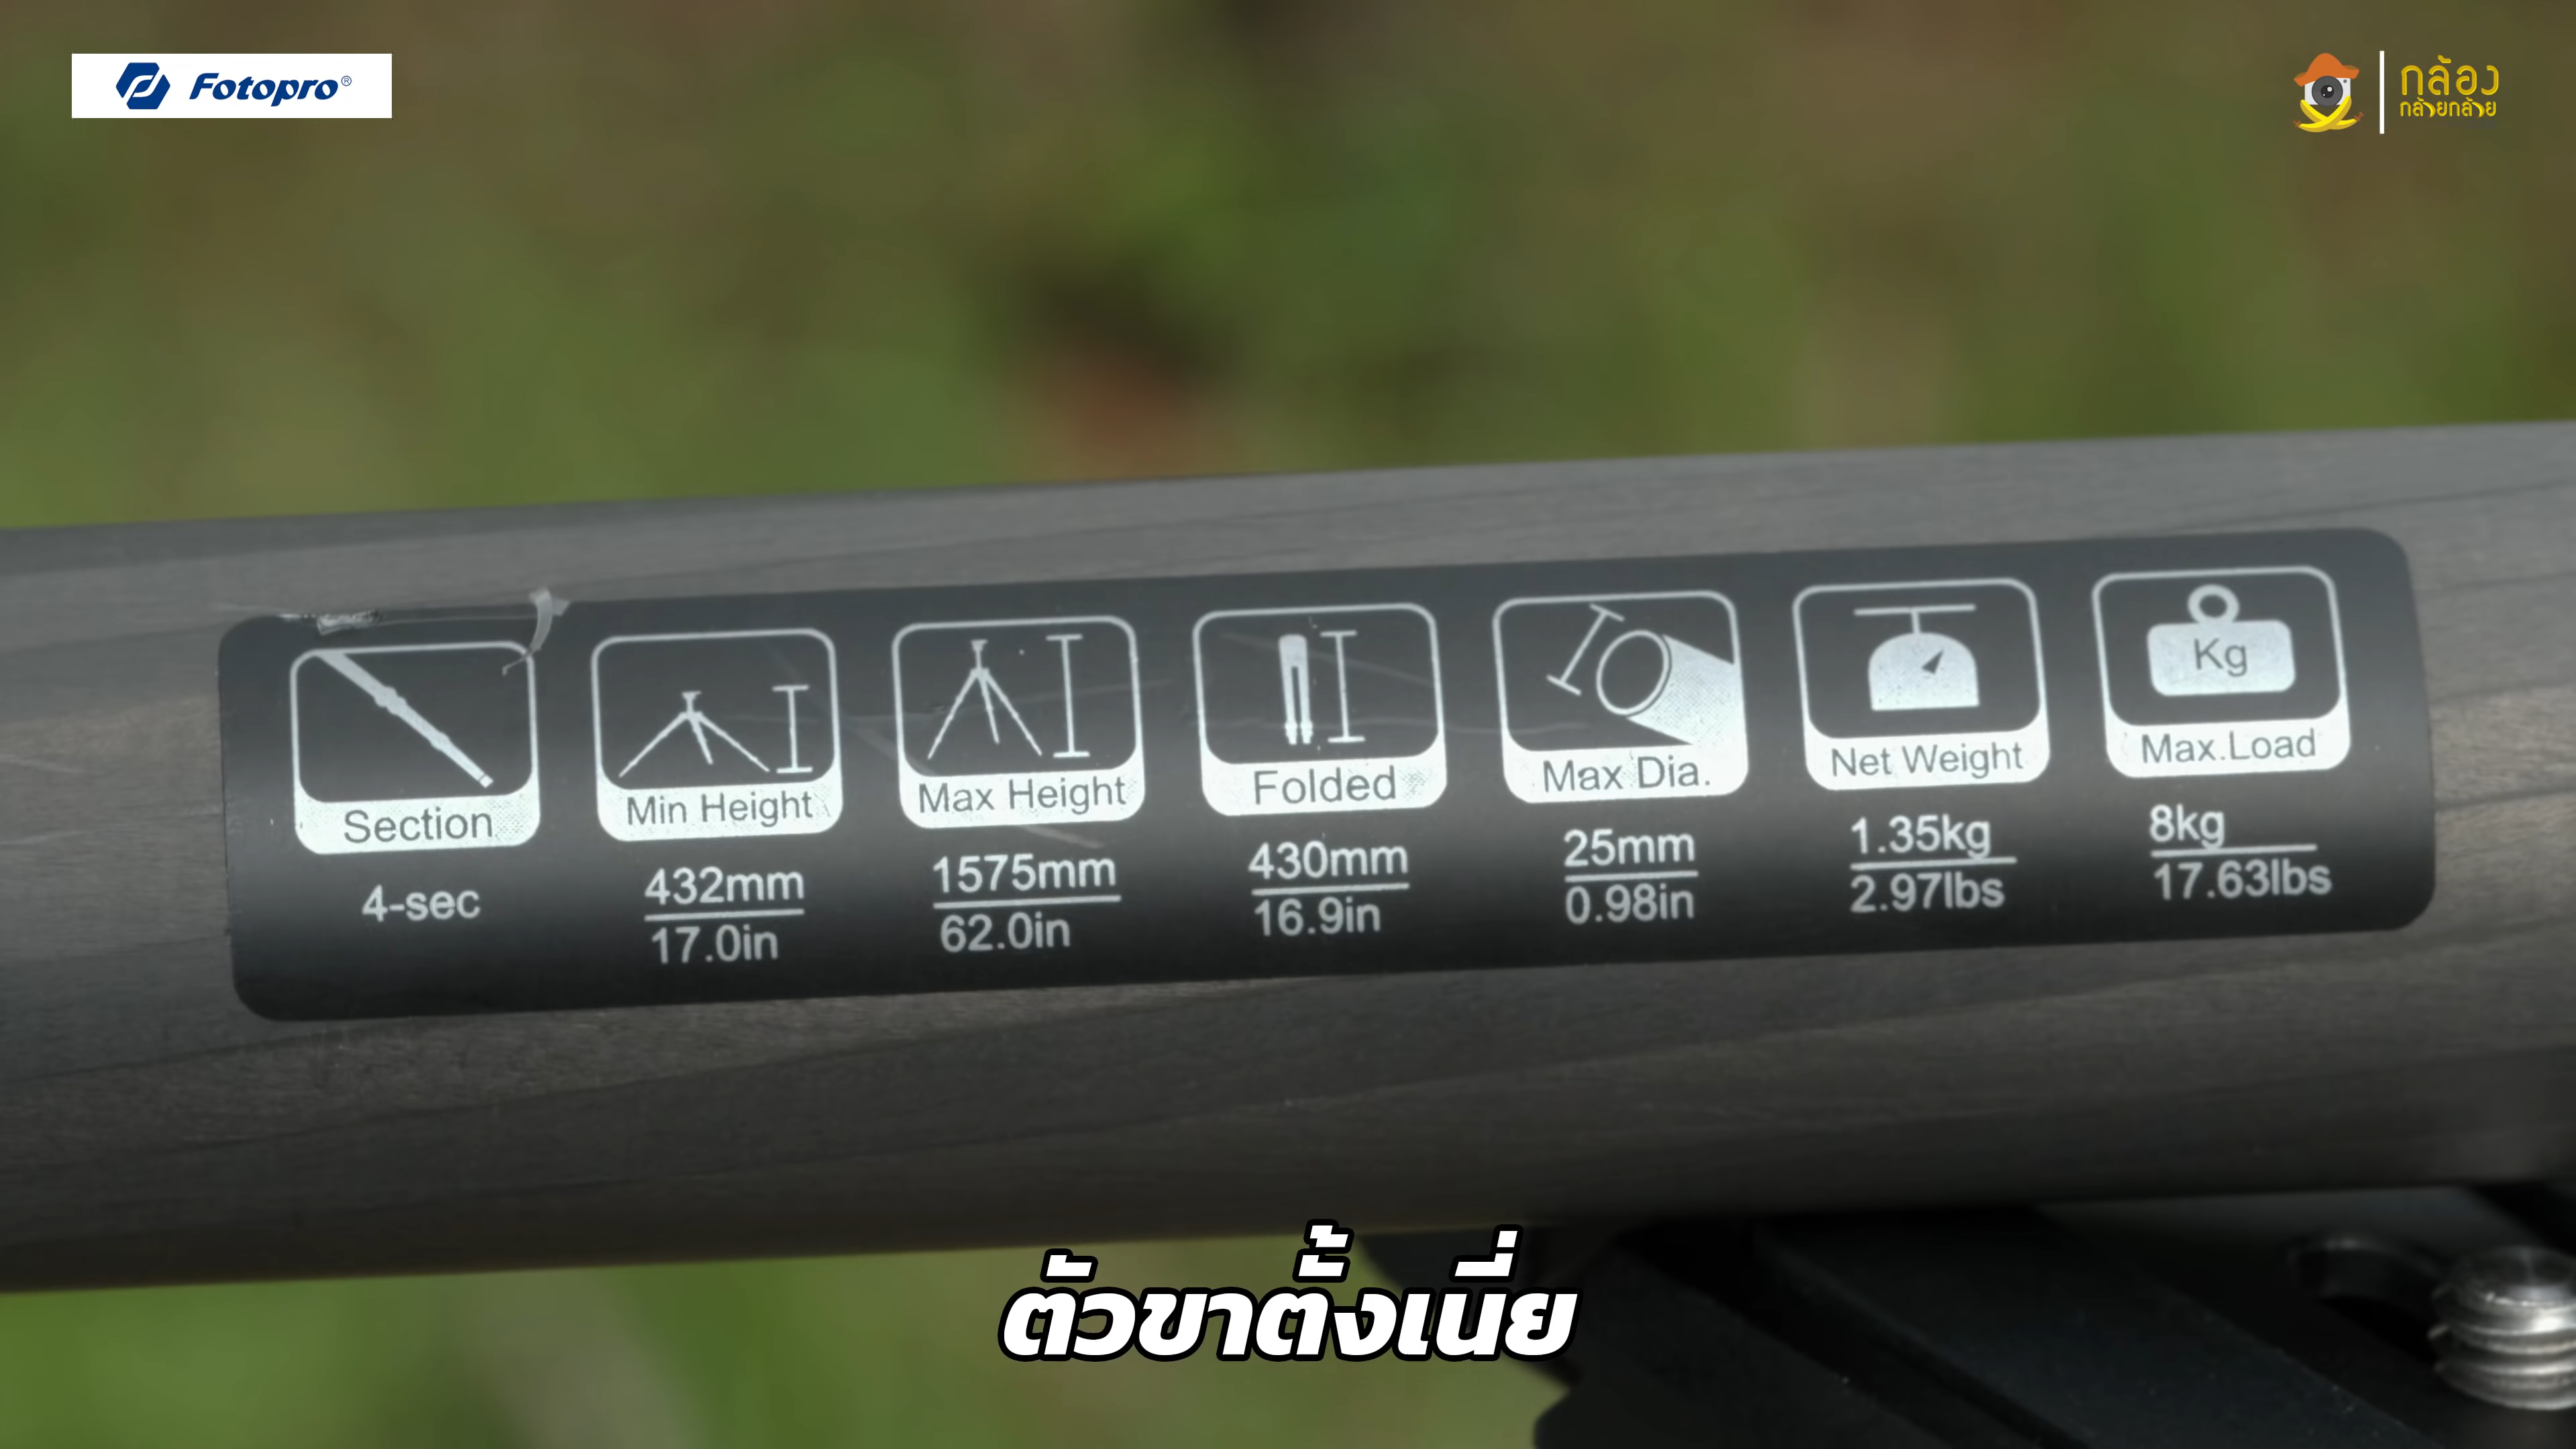 Fotopro®
กล้อง
กล้ายกล้าย
Kg
Section
Min Height
Max Height
Folded
Max Dia.
Net Weight
Max.Load
4-sec
432mm
17.0in
1575mm
62.0in
430mm
16.9in
25mm
0.98in
1.35kg
2.97lbs
8kg
17.63lbs
ตัวขาตั้งเนี่ย